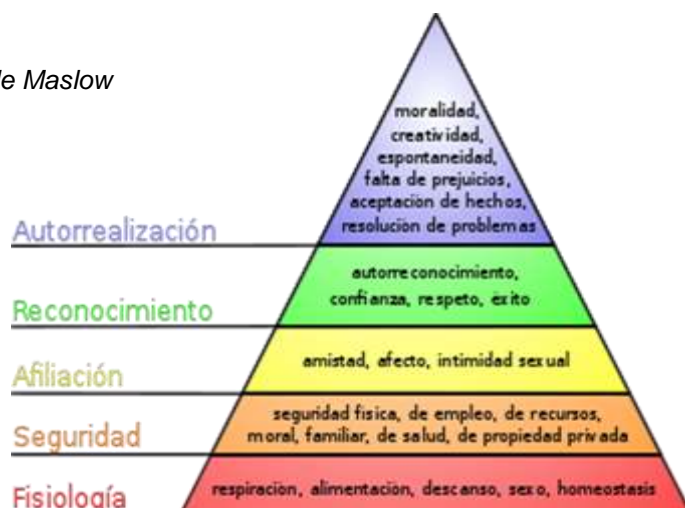 de Maslow
moralidad,
creatividad,
espontaneidad,
falta de prejuicios,
aceptación de hechos,
resolución de problemas
Autorrealización
autorreconocimiento,
confianza, respeto, éxito
Reconocimiento
amistad, afecto, intimidad sexual
Afiliación
seguridad física, de empleo, de recursos,
moral, familiar, de salud, de propiedad privada
Seguridad
respiración, alimentación, descanso, sexo, homeostasis
Fisiología